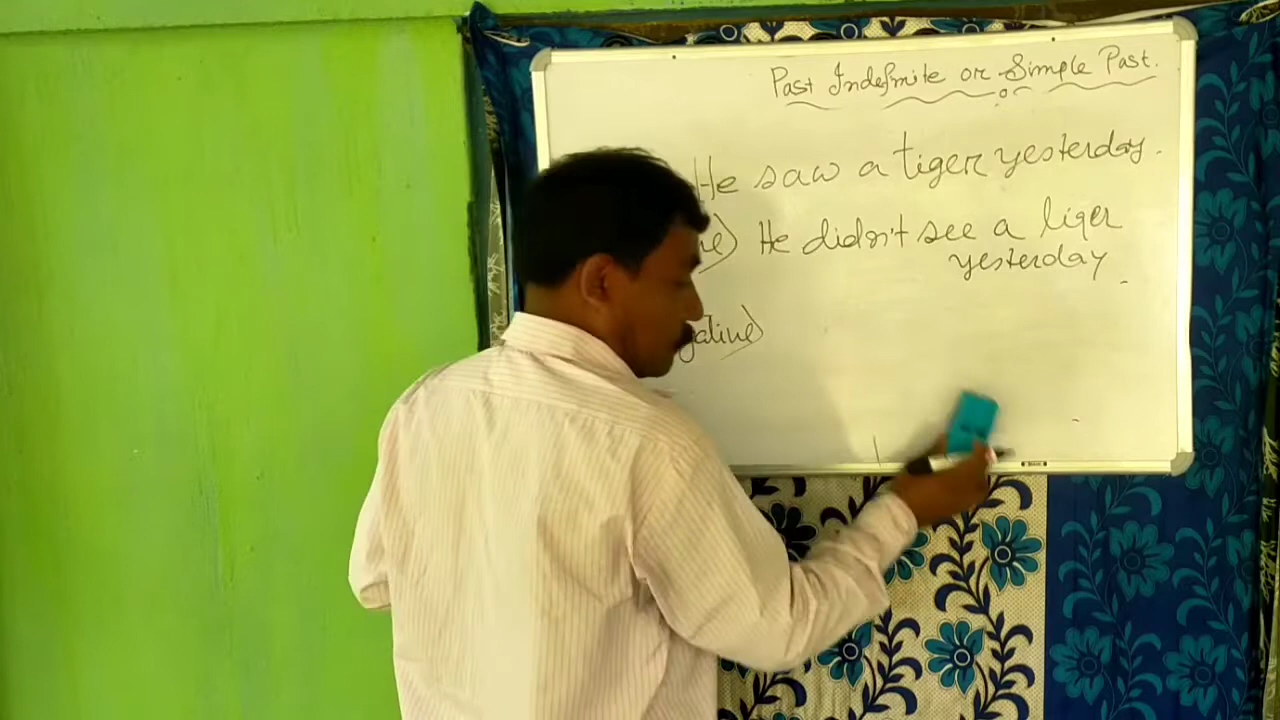 Past Indefinite or Simple Past.
He saw a tiger yesterday.
He didn't see a tiger
yesterday.